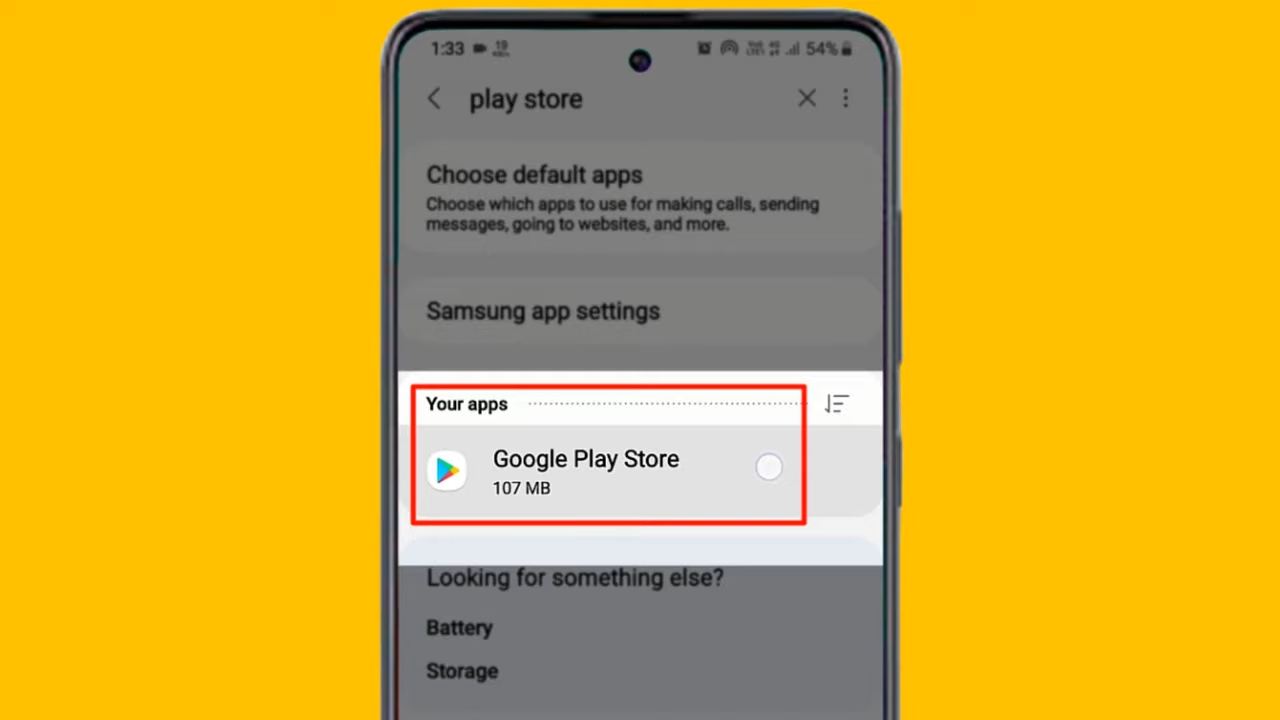 1:33
19
54%
play store
Choose default apps
Choose which apps to use for making calls, sending
messages, going to websites, and more.
Samsung app settings
Your apps
Google Play Store
107 MB
Looking for something else?
Battery
Storage